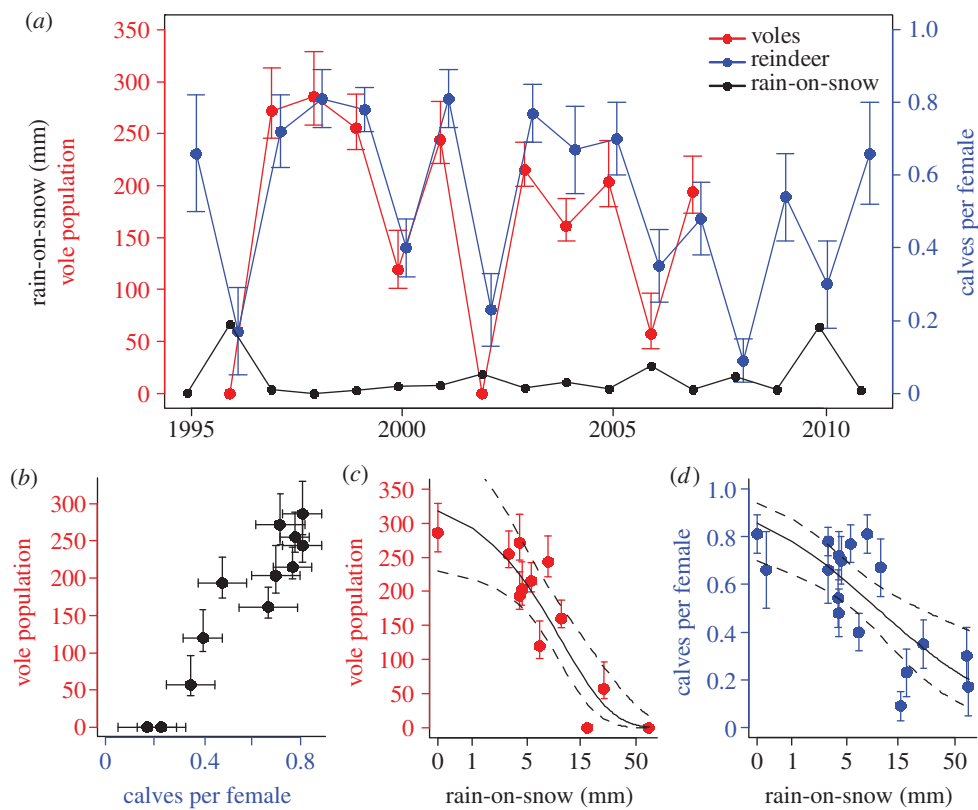 (a)
350
300
250
200
150
100
50
0
rain-on-snow (mm)
vole population
voles
reindeer
rain-on-snow
1.0
0.8
0.6
0.4
0.2
0
calves per female
1995 2000 2005 2010
(b)
300
250
200
150
100
50
0
vole population
0 0.4 0.8
calves per female
(c)
350
300
250
200
150
100
50
0
vole population
0 1 5 15 50
rain-on-snow (mm)
(d)
1.0
0.8
0.6
0.4
0.2
0
calves per female
0 1 5 15 50
rain-on-snow (mm)